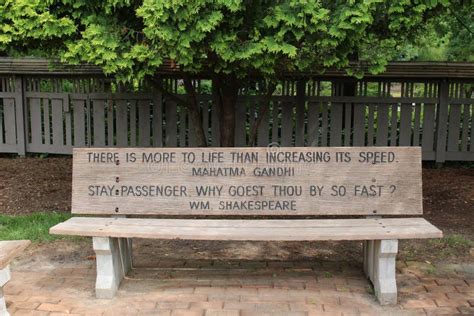 THERE IS MORE TO LIFE THAN INCREASING ITS SPEED.
MAHATMA GANDHI
STAY PASSENGER, WHY GOEST THOU BY SO FAST ?
WM. SHAKESPEARE